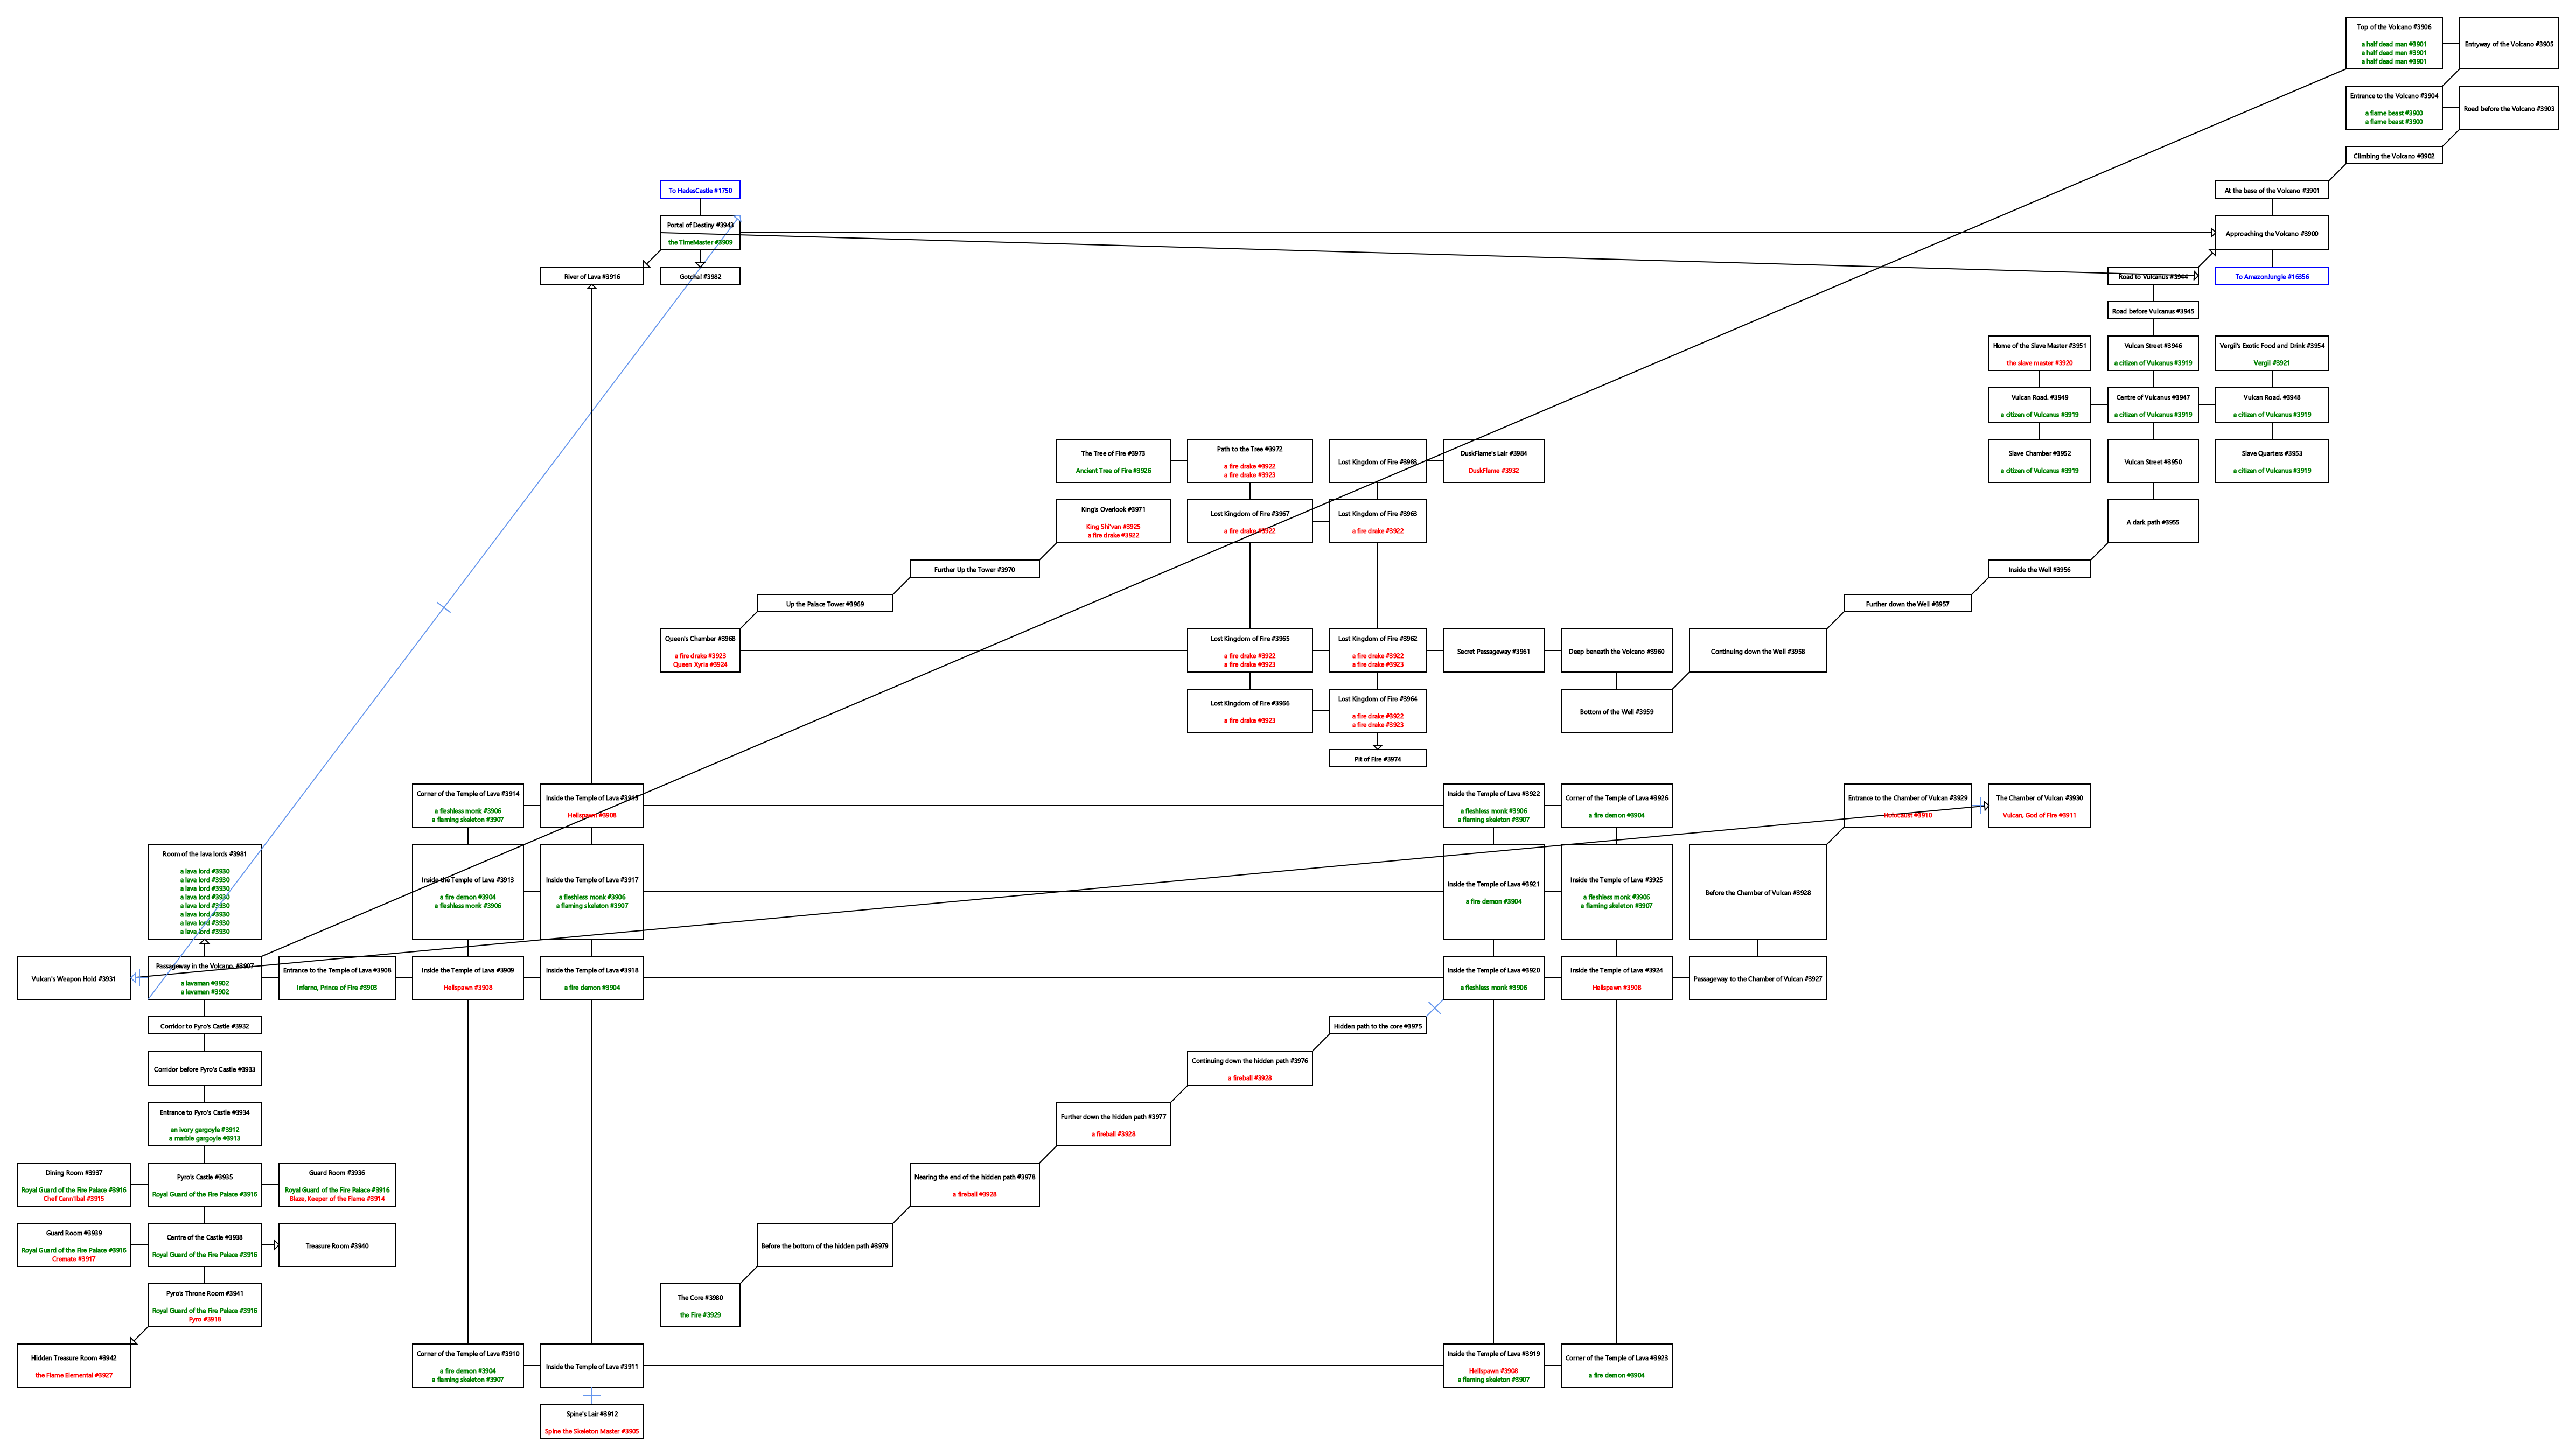 Top of the Volcano #3906
a half dead man #3901
a half dead man #3901
a half dead man #3901
Entryway of the Volcano #3905
Entrance to the Volcano #3904
a flame beast #3900
a flame beast #3900
Road before the Volcano #3903
Climbing the Volcano #3902
To HadesCastle #1750
At the base of the Volcano #3901
Portal of Destiny #3943
the TimeMaster #3909
Approaching the Volcano #3900
River of Lava #3916
Gotcha! #3982
Road to Vulcanus #3944
To AmazonJungle #16356
Road before Vulcanus #3945
Home of the Slave Master #3951
the slave master #3920
Vulcan Street #3946
a citizen of Vulcanus #3919
Vergil's Exotic Food and Drink #3954
Vergil #3921
Vulcan Road. #3949
a citizen of Vulcanus #3919
Centre of Vulcanus #3947
a citizen of Vulcanus #3919
Vulcan Road. #3948
a citizen of Vulcanus #3919
The Tree of Fire #3973
Ancient Tree of Fire #3926
Path to the Tree #3972
a fire drake #3922
a fire drake #3923
Lost Kingdom of Fire #3983
DuskFlame's Lair #3984
DuskFlame #3932
Slave Chamber #3952
a citizen of Vulcanus #3919
Vulcan Street #3950
Slave Quarters #3953
a citizen of Vulcanus #3919
King's Overlook #3971
King Sh'van #3925
a fire drake #3922
Lost Kingdom of Fire #3967
a fire drake #3922
Lost Kingdom of Fire #3963
a fire drake #3922
A dark path #3955
Further Up the Tower #3970
Inside the Well #3956
Up the Palace Tower #3969
Further down the Well #3957
Queen's Chamber #3968
a fire drake #3923
Queen Xyria #3924
Lost Kingdom of Fire #3965
a fire drake #3922
a fire drake #3923
Lost Kingdom of Fire #3962
a fire drake #3922
a fire drake #3923
Secret Passageway #3961
Deep beneath the Volcano #3960
Continuing down the Well #3958
Lost Kingdom of Fire #3966
a fire drake #3923
Lost Kingdom of Fire #3964
a fire drake #3922
a fire drake #3923
Bottom of the Well #3959
Pit of Fire #3974
Corner of the Temple of Lava #3914
a fleshless monk #3906
a flaming skeleton #3907
Inside the Temple of Lava #3915
Hellspawn #3908
Inside the Temple of Lava #3922
a fleshless monk #3906
a flaming skeleton #3907
Corner of the Temple of Lava #3926
a fire demon #3904
Entrance to the Chamber of Vulcan #3929
Holocaust #3910
The Chamber of Vulcan #3930
Vulcan, God of Fire #3911
Room of the lava lords #3981
a lava lord #3930
a lava lord #3930
a lava lord #3930
a lava lord #3930
a lava lord #3930
a lava lord #3930
a lava lord #3930
a lava lord #3930
Inside the Temple of Lava #3913
a fire demon #3904
a fleshless monk #3906
Inside the Temple of Lava #3917
a fleshless monk #3906
a flaming skeleton #3907
Inside the Temple of Lava #3921
a fire demon #3904
Inside the Temple of Lava #3925
a fleshless monk #3906
a flaming skeleton #3907
Before the Chamber of Vulcan #3928
Vulcan's Weapon Hold #3931
Passageway in the Volcano. #3907
a lavaman #3902
a lavaman #3902
Entrance to the Temple of Lava #3908
Inferno, Prince of Fire #3903
Inside the Temple of Lava #3909
Hellspawn #3908
Inside the Temple of Lava #3918
a fire demon #3904
Inside the Temple of Lava #3920
a fleshless monk #3906
Inside the Temple of Lava #3924
Hellspawn #3908
Passageway to the Chamber of Vulcan #3927
Corridor to Pyro's Castle #3932
Hidden path to the core #3975
Corridor before Pyro's Castle #3933
Continuing down the hidden path #3976
a fireball #3928
Entrance to Pyro's Castle #3934
an ivory gargoyle #3912
a marble gargoyle #3913
Further down the hidden path #3977
a fireball #3928
Dining Room #3937
Royal Guard of the Fire Palace #3916
Chef Cann'Ibal #3915
Pyro's Castle #3935
Royal Guard of the Fire Palace #3916
Guard Room #3936
Royal Guard of the Fire Palace #3916
Blaze, Keeper of the Flame #3914
Nearing the end of the hidden path #3978
a fireball #3928
Guard Room #3939
Royal Guard of the Fire Palace #3916
Cremate #3917
Centre of the Castle #3938
Royal Guard of the Fire Palace #3916
Treasure Room #3940
Before the bottom of the hidden path #3979
Pyro's Throne Room #3941
Royal Guard of the Fire Palace #3916
Pyro #3918
The Core #3980
the Fire #3929
Hidden Treasure Room #3942
the Flame Elemental #3927
Corner of the Temple of Lava #3910
a fire demon #3904
a flaming skeleton #3907
Inside the Temple of Lava #3911
Inside the Temple of Lava #3919
Hellspawn #3908
a flaming skeleton #3907
Corner of the Temple of Lava #3923
a fire demon #3904
Spine's Lair #3912
Spine the Skeleton Master #3905